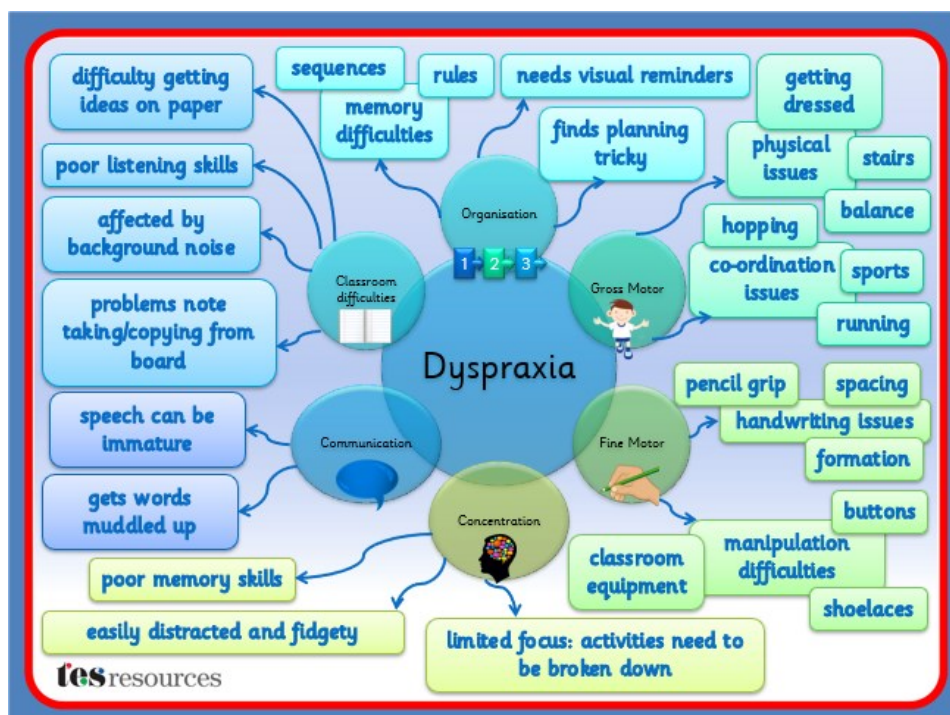 difficulty getting
ideas on paper
poor listening skills
affected by
background noise
problems note
taking/copying from
board
Classroom
difficulties
sequences
rules
memory
difficulties
needs visual reminders
finds planning
tricky
Organisation
1 2 3
getting
dressed
physical
issues
stairs
balance
hopping
co-ordination
issues
sports
running
Gross Motor
Dyspraxia
pencil grip
spacing
handwriting issues
formation
Fine Motor
buttons
manipulation
difficulties
classroom
equipment
shoelaces
speech can be
immature
gets words
muddled up
Communication
Concentration
poor memory skills
easily distracted and fidgety
limited focus: activities need to
be broken down
tes resources